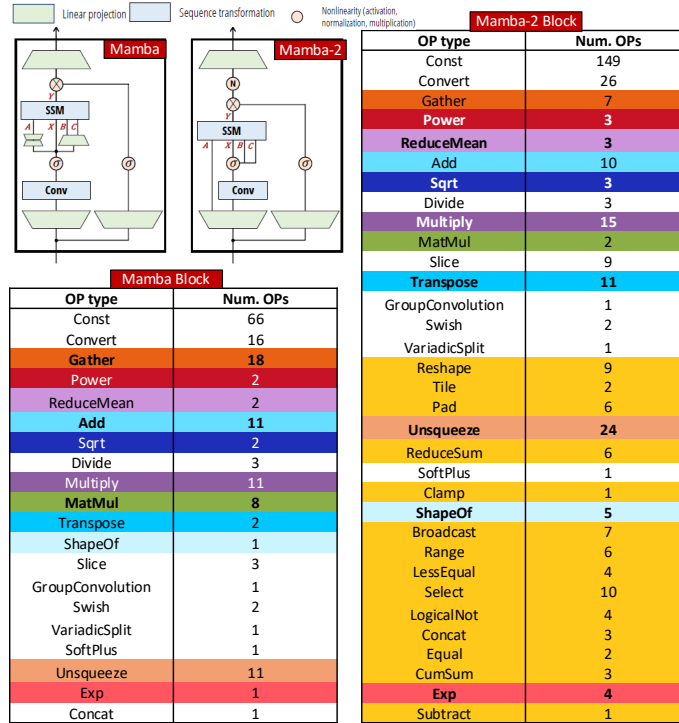 Linear projection
Sequence transformation
Nonlinearity (activation,
normalization, multiplication)
Mamba
Y
SSM
A X B C
σ
σ
Conv
Mamba-2
N
Y
SSM
A X B C
σ
σ
Conv
Mamba Block
OP type Num. OPs
Const 66
Convert 16
Gather 18
Power 2
ReduceMean 2
Add 11
Sqrt 2
Divide 3
Multiply 11
MatMul 8
Transpose 2
ShapeOf 1
Slice 3
GroupConvolution 1
Swish 2
VariadicSplit 1
SoftPlus 1
Unsqueeze 11
Exp 1
Concat 1
Mamba-2 Block
OP type Num. OPs
Const 149
Convert 26
Gather 7
Power 3
ReduceMean 3
Add 10
Sqrt 3
Divide 3
Multiply 15
MatMul 2
Slice 9
Transpose 11
GroupConvolution 1
Swish 2
VariadicSplit 1
Reshape 9
Tile 2
Pad 6
Unsqueeze 24
ReduceSum 6
SoftPlus 1
Clamp 1
ShapeOf 5
Broadcast 7
Range 6
LessEqual 4
Select 10
LogicalNot 4
Concat 3
Equal 2
CumSum 3
Exp 4
Subtract 1